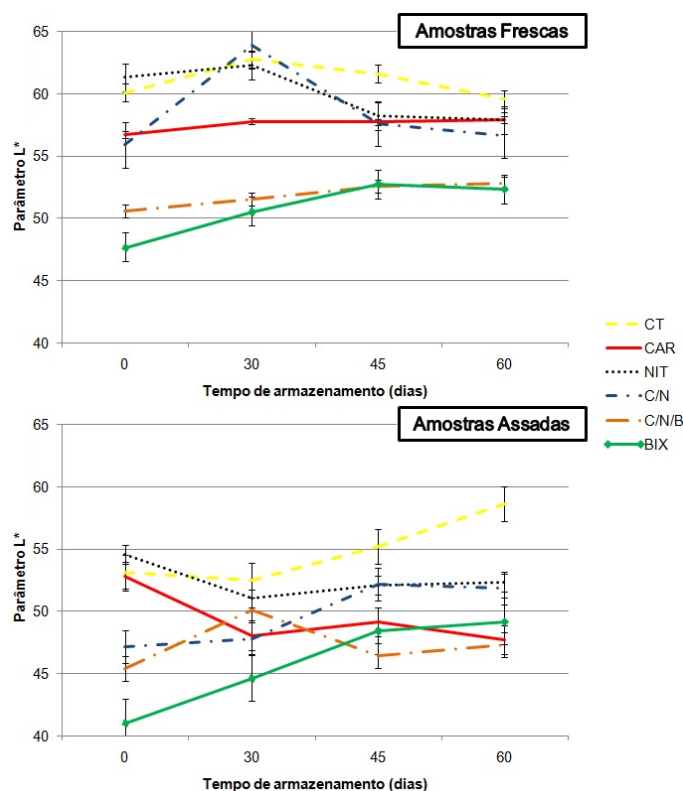 Amostras Frescas
65
60
55
50
45
40
Parâmetro L*
0 30 45 60
Tempo de armazenamento (dias)
CT
CAR
NIT
C/N
C/N/B
BIX
Amostras Assadas
65
60
55
50
45
40
Parâmetro L*
0 30 45 60
Tempo de armazenamento (dias)